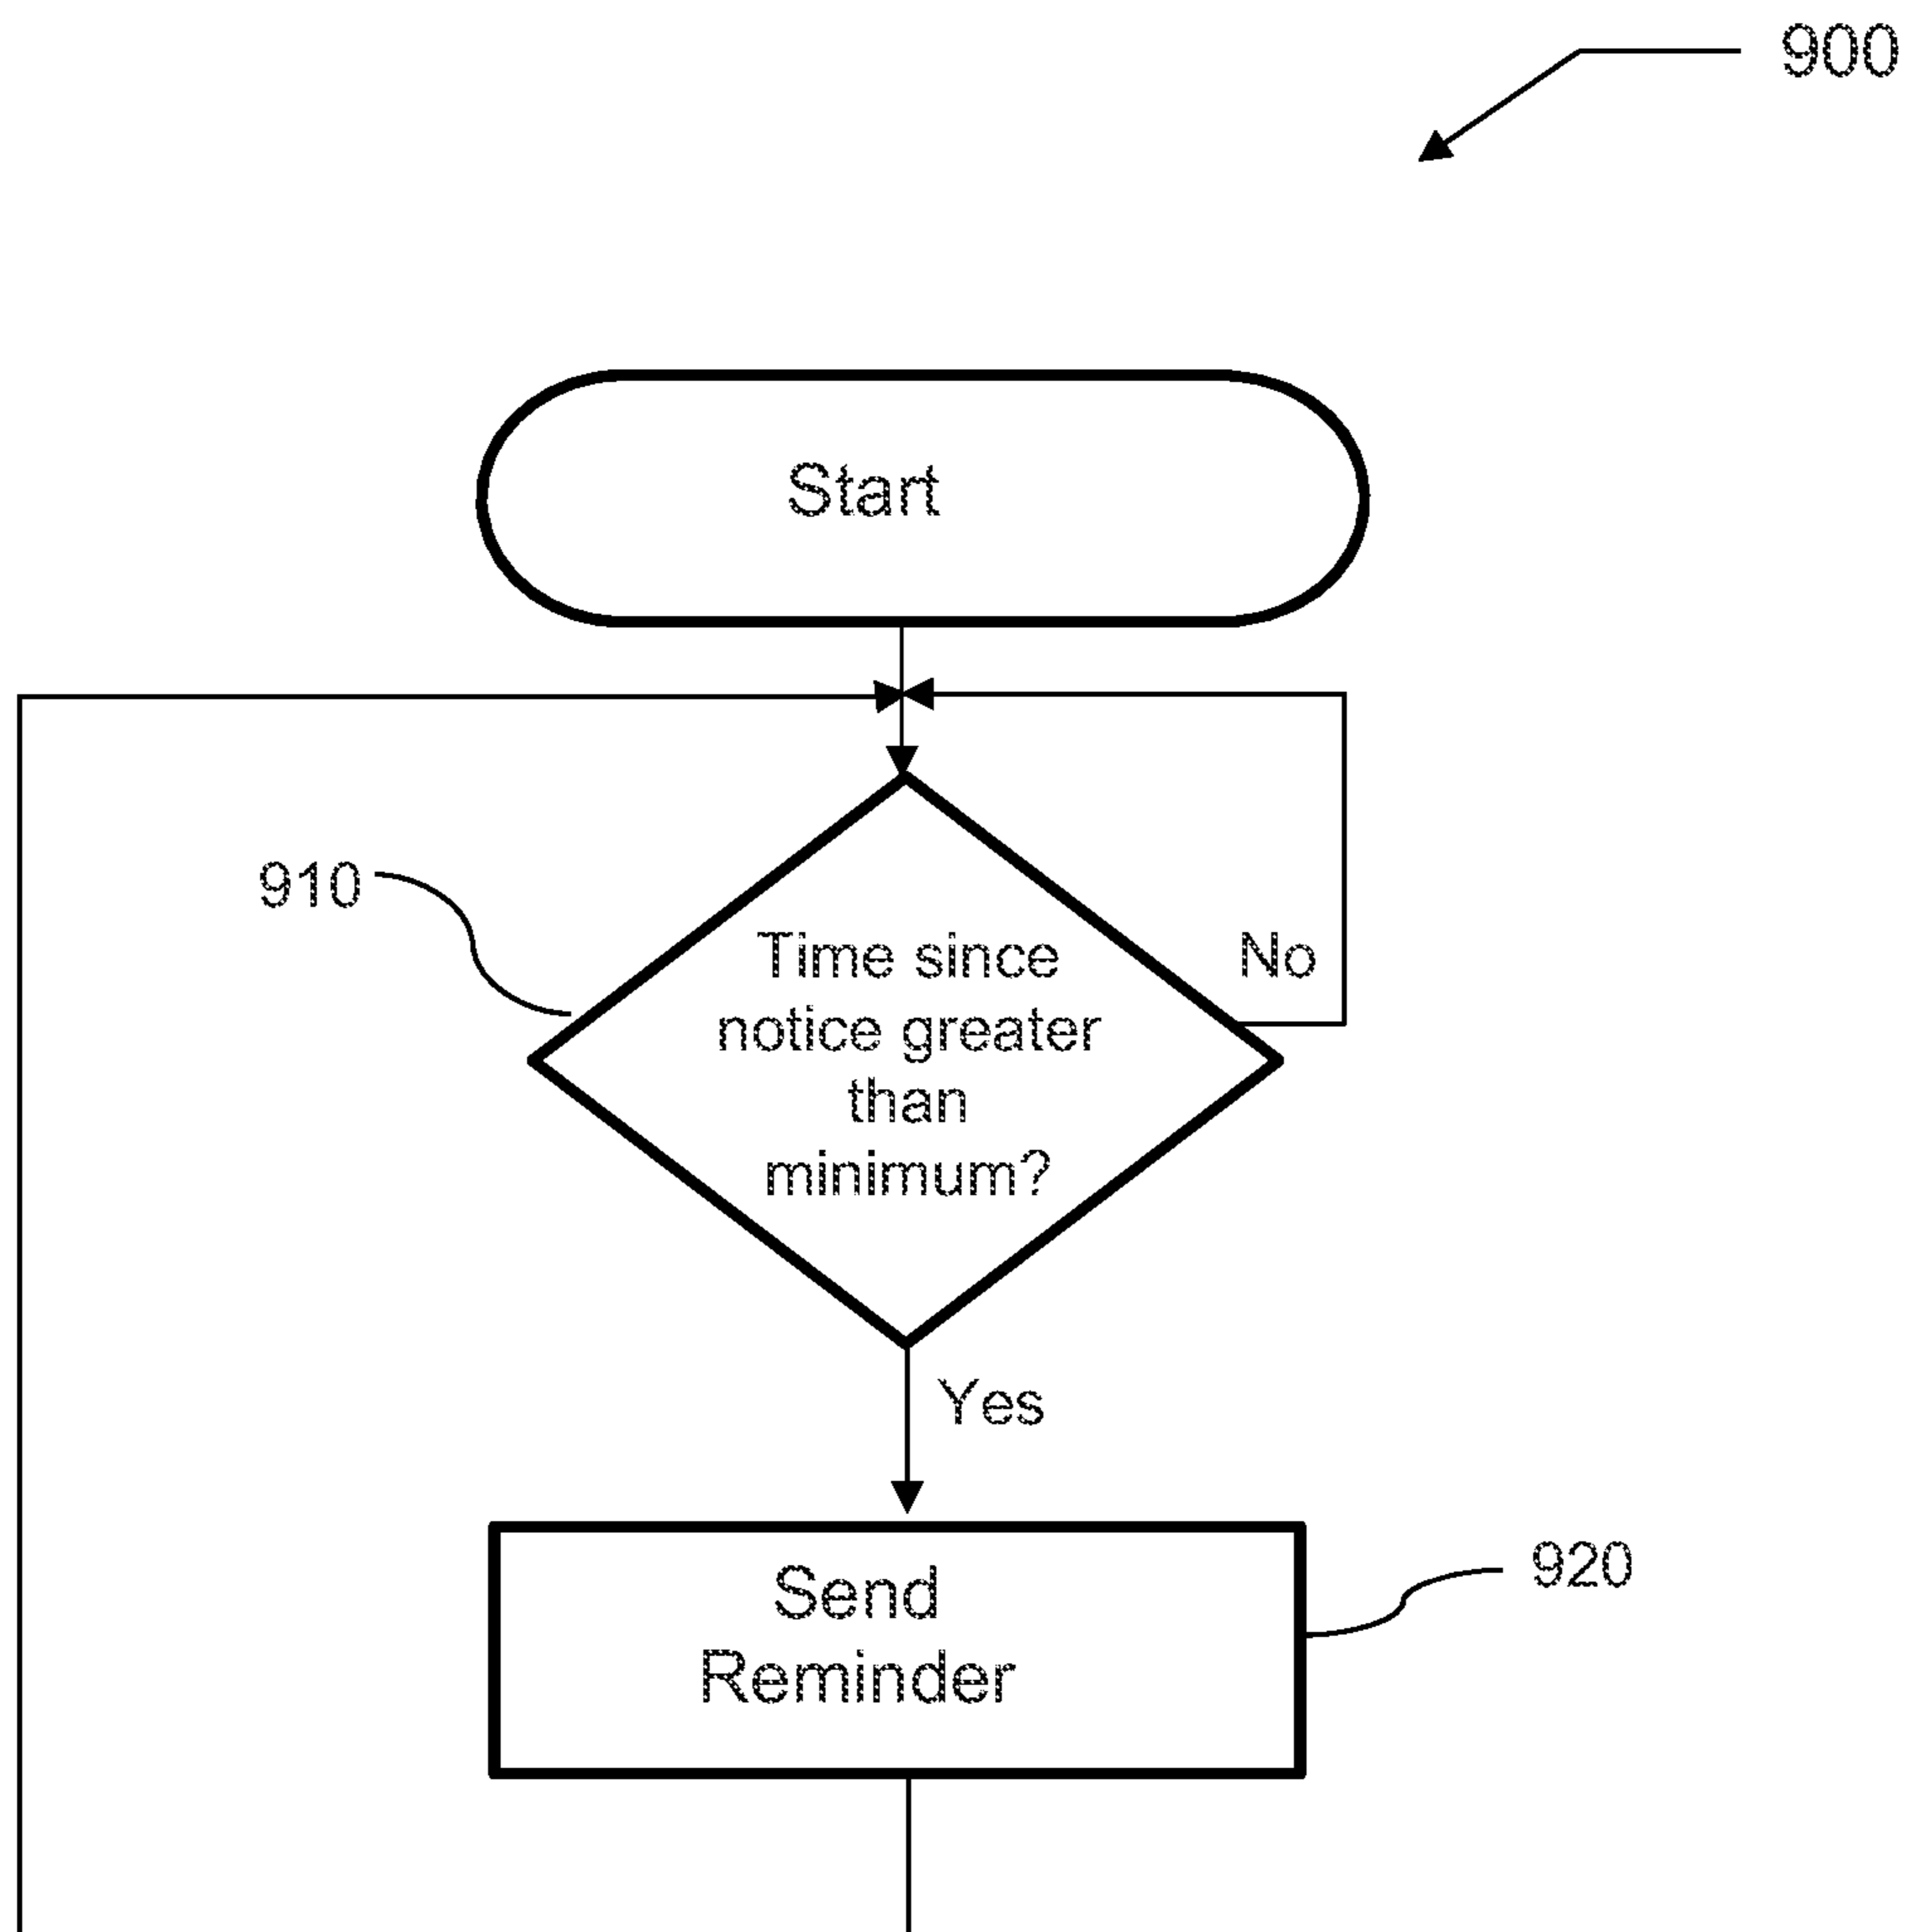 900
Start
910
Time since
notice greater
than
minimum?
No
Yes
Send
Reminder
920